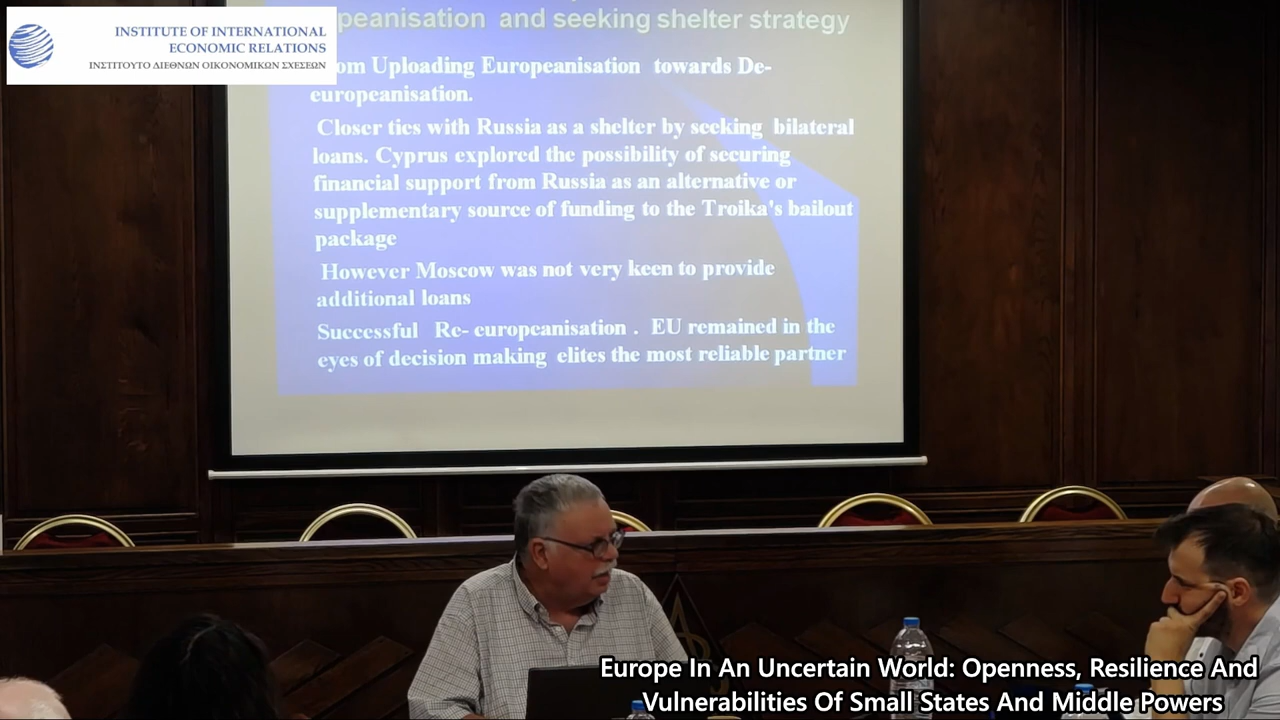 INSTITUTE OF INTERNATIONAL
ECONOMIC RELATIONS
ΙΝΣΤΙΤΟΥΤΟ ΔΙΕΘΝΩΝ ΟΙΚΟΝΟΜΙΚΩΝ ΣΧΕΣΕΩΝ
peanisation and seeking shelter strategy
om Uploading Europeanisation towards De-
europeanisation.
Closer ties with Russia as a shelter by seeking bilateral
loans. Cyprus explored the possibility of securing
financial support from Russia as an alternative or
supplementary source of funding to the Troika's bailout
package
However Moscow was not very keen to provide
additional loans
Successful Re- europeanisation . EU remained in the
eyes of decision making elites the most reliable partner
Europe In An Uncertain World: Openness, Resilience And
Vulnerabilities Of Small States And Middle Powers